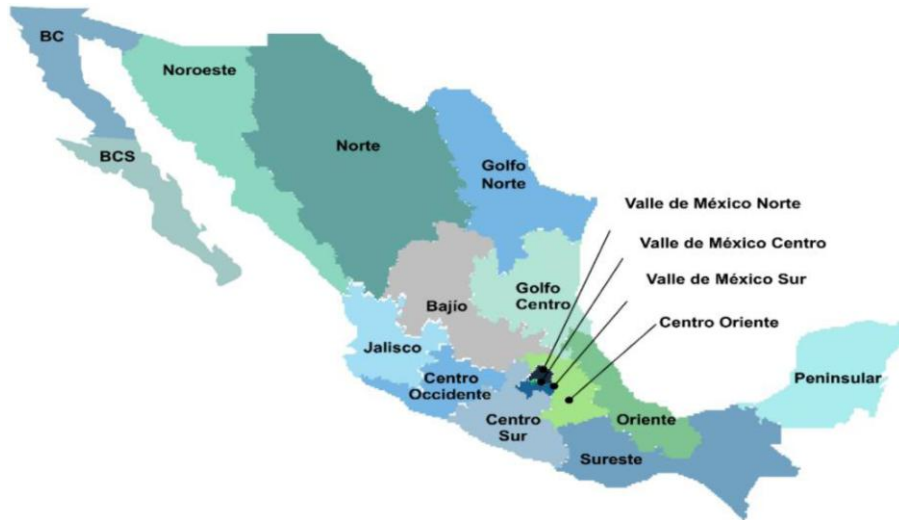 BC
Noroeste
BCS
Norte
Golfo
Norte
Valle de México Norte
Valle de México Centro
Valle de México Sur
Golfo
Centro
Bajío
Centro Oriente
Jalisco
Centro
Occidente
Peninsular
Centro
Sur
Oriente
Sureste